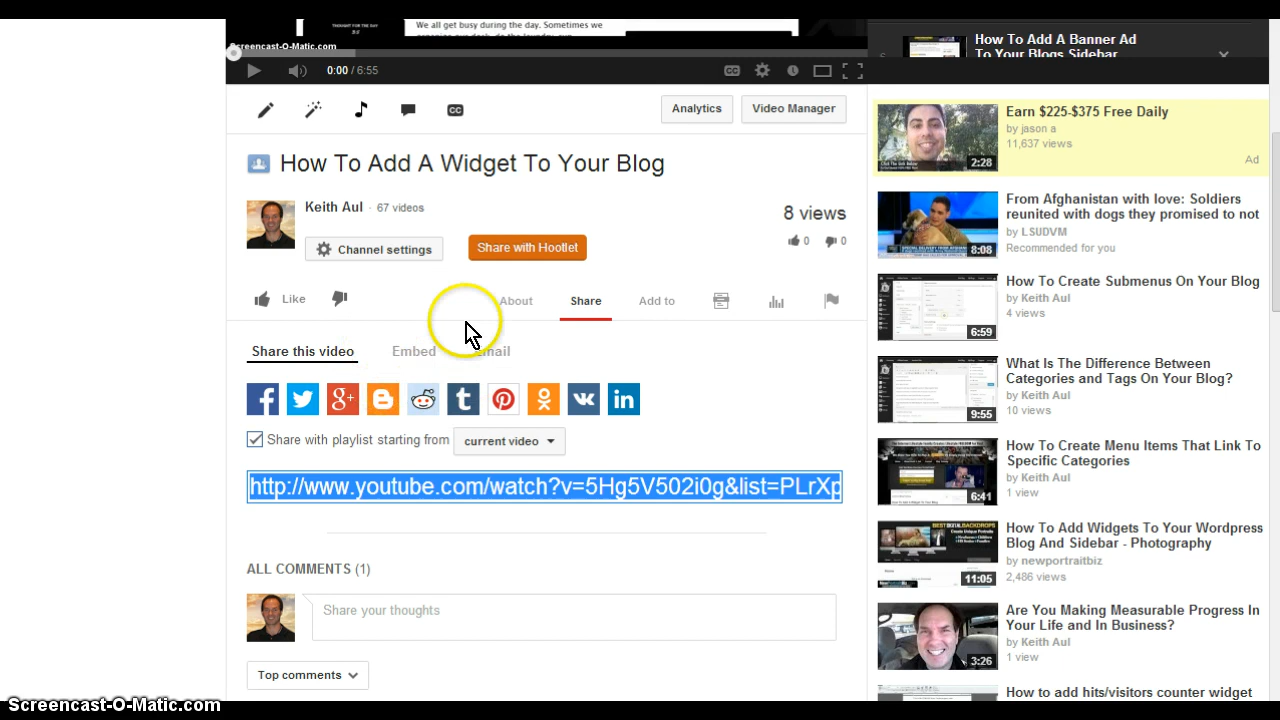 THOUGHT FOR THE DAY
We all get busy during the day. Sometimes we
Screencast-O-Matic.com
0:00 / 6:55
CC
Analytics
Video Manager
CC
How To Add A Widget To Your Blog
Keith Aul · 67 videos
8 views
Channel settings
Share with Hootlet
0 0
Like
About
Share
Add to
Share this video
Embed
Email
Share with playlist starting from
current video
http://www.youtube.com/watch?v=5Hg5V502i0g&list=PLrXp
ALL COMMENTS (1)
Share your thoughts
Top comments
How To Add A Banner Ad
To Your Blogs Sidebar
Earn $225-$375 Free Daily
by jason a
11,637 views
Ad
2:28
From Afghanistan with love: Soldiers
reunited with dogs they promised to not
by LSUDVM
Recommended for you
8:08
How To Create Submenus On Your Blog
by Keith Aul
4 views
6:59
What Is The Difference Between
Categories and Tags On Your Blog?
by Keith Aul
10 views
9:55
How To Create Menu Items That Link To
Specific Categories
by Keith Aul
1 view
6:41
How To Add Widgets To Your Wordpress
Blog And Sidebar - Photography
by newportraitbiz
2,486 views
11:05
Are You Making Measurable Progress In
Your Life and In Business?
by Keith Aul
1 view
3:26
How to add hits/visitors counter widget
Screencast-O-Matic.com